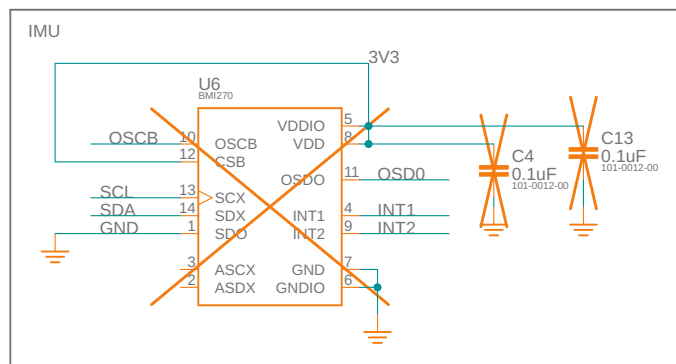 IMU
3V3
U6
BMI270
VDDIO 5
OSCB 10 OSCB VDD 8
12 CSB
OSDO 11 OSD0
SCL 13 SCX
SDA 14 SDX INT1 4 INT1
GND 1 SDO INT2 9 INT2
3 ASCX GND 7
2 ASDX GNDIO 6
C4
0.1uF
101-0012-00
C13
0.1uF
101-0012-00